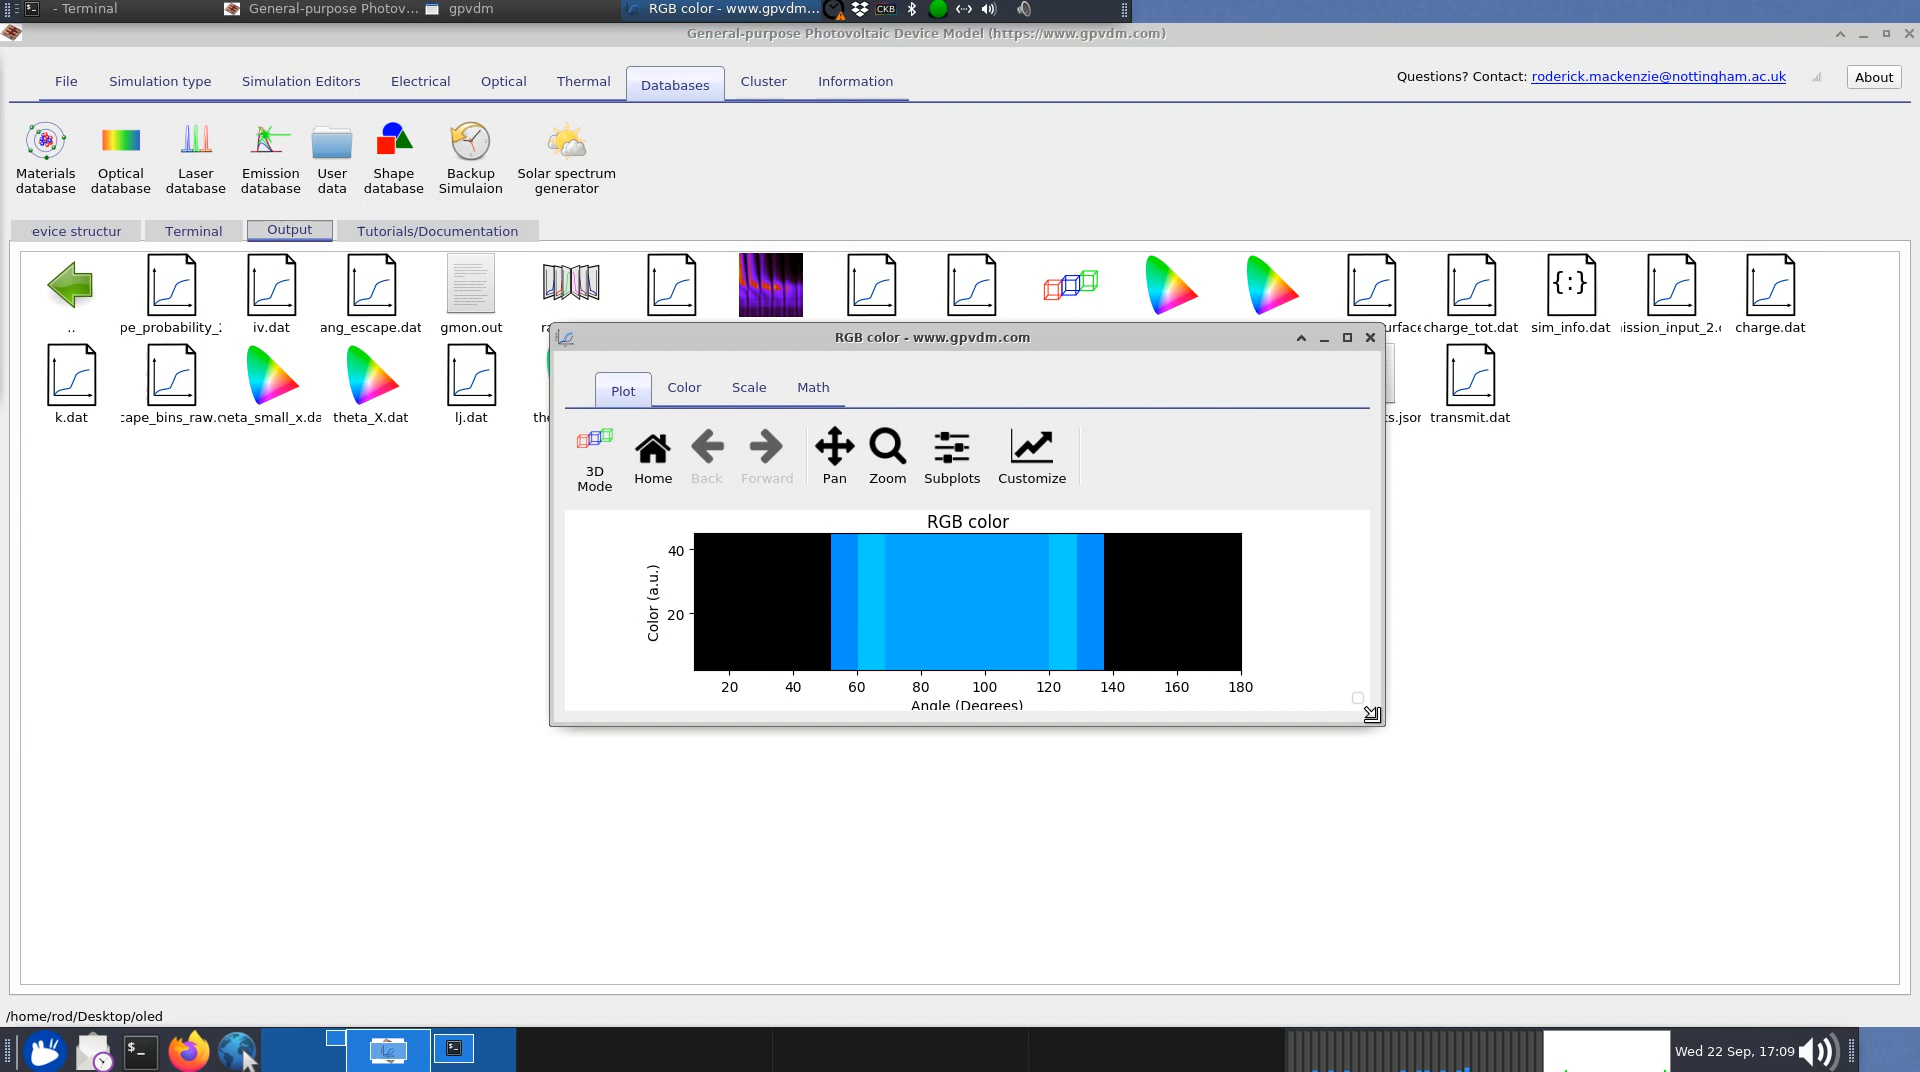 - Terminal
General-purpose Photov...
gpvdm
RGB color - www.gpvdm...
CKB
General-purpose Photovoltaic Device Model (https://www.gpvdm.com)
File
Simulation type
Simulation Editors
Electrical
Optical
Thermal
Databases
Cluster
Information
Questions? Contact: roderick.mackenzie@nottingham.ac.uk
About
Materials
database
Optical
database
Laser
database
Emission
database
User
data
Shape
database
Backup
Simulaion
Solar spectrum
generator
evice structur
Terminal
Output
Tutorials/Documentation
..
pe_probability_
iv.dat
ang_escape.dat
gmon.out
ra
urface
charge_tot.dat
sim_info.dat
ission_input_2.
charge.dat
k.dat
cape_bins_raw.
neta_small_x.da
theta_X.dat
lj.dat
the
ts.json
transmit.dat
RGB color - www.gpvdm.com
Plot
Color
Scale
Math
3D
Mode
Home
Back
Forward
Pan
Zoom
Subplots
Customize
RGB color
40
20
Color (a.u.)
20 40 60 80 100 120 140 160 180
Angle (Degrees)
/home/rod/Desktop/oled
Wed 22 Sep, 17:09